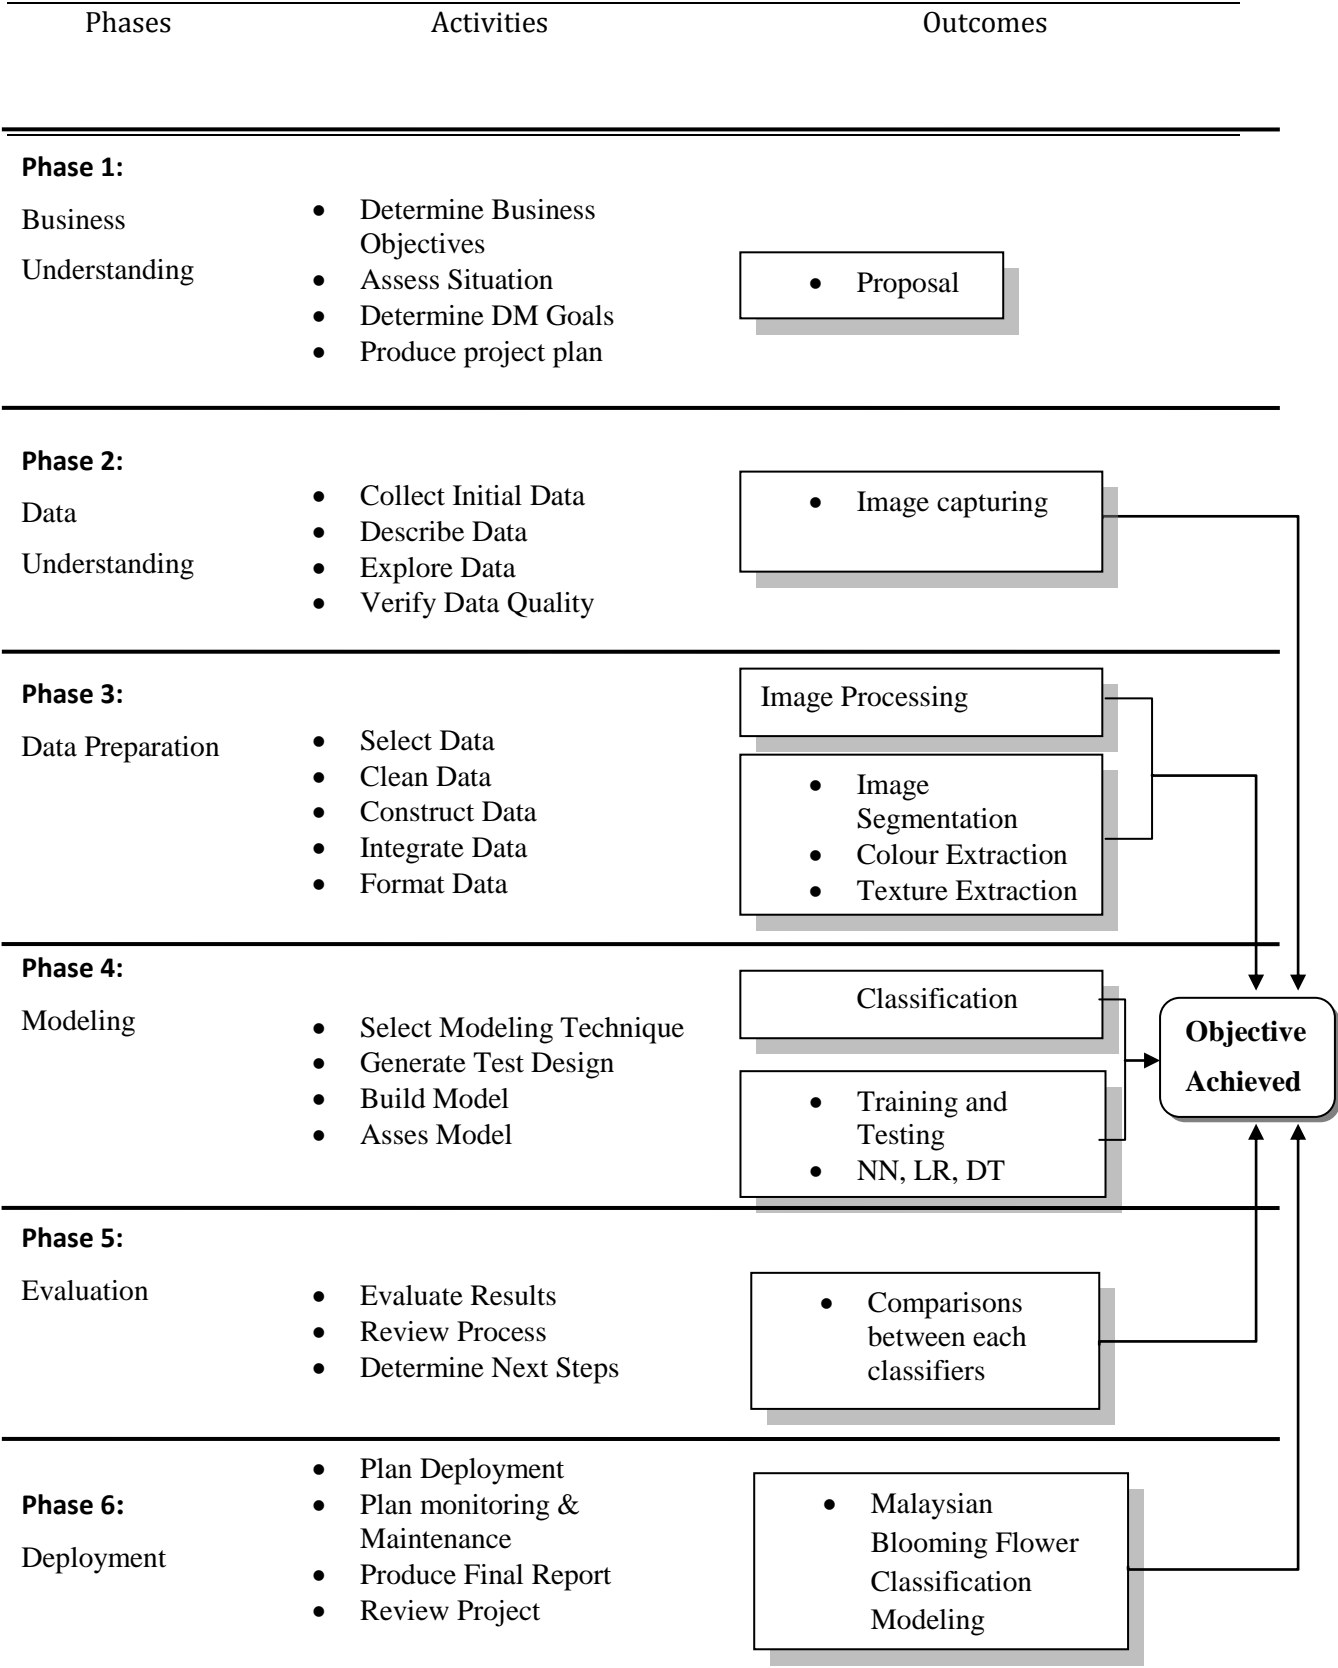 Phases Activities Outcomes
Phase 1:
Business
Understanding
• Determine Business
Objectives
• Assess Situation
• Determine DM Goals
• Produce project plan
• Proposal
Phase 2:
Data
Understanding
• Collect Initial Data
• Describe Data
• Explore Data
• Verify Data Quality
• Image capturing
Phase 3:
Data Preparation
• Select Data
• Clean Data
• Construct Data
• Integrate Data
• Format Data
Image Processing
• Image
Segmentation
• Colour Extraction
• Texture Extraction
Phase 4:
Modeling
• Select Modeling Technique
• Generate Test Design
• Build Model
• Asses Model
Classification
• Training and
Testing
• NN, LR, DT
Objective
Achieved
Phase 5:
Evaluation
• Evaluate Results
• Review Process
• Determine Next Steps
• Comparisons
between each
classifiers
Phase 6:
Deployment
• Plan Deployment
• Plan monitoring &
Maintenance
• Produce Final Report
• Review Project
• Malaysian
Blooming Flower
Classification
Modeling